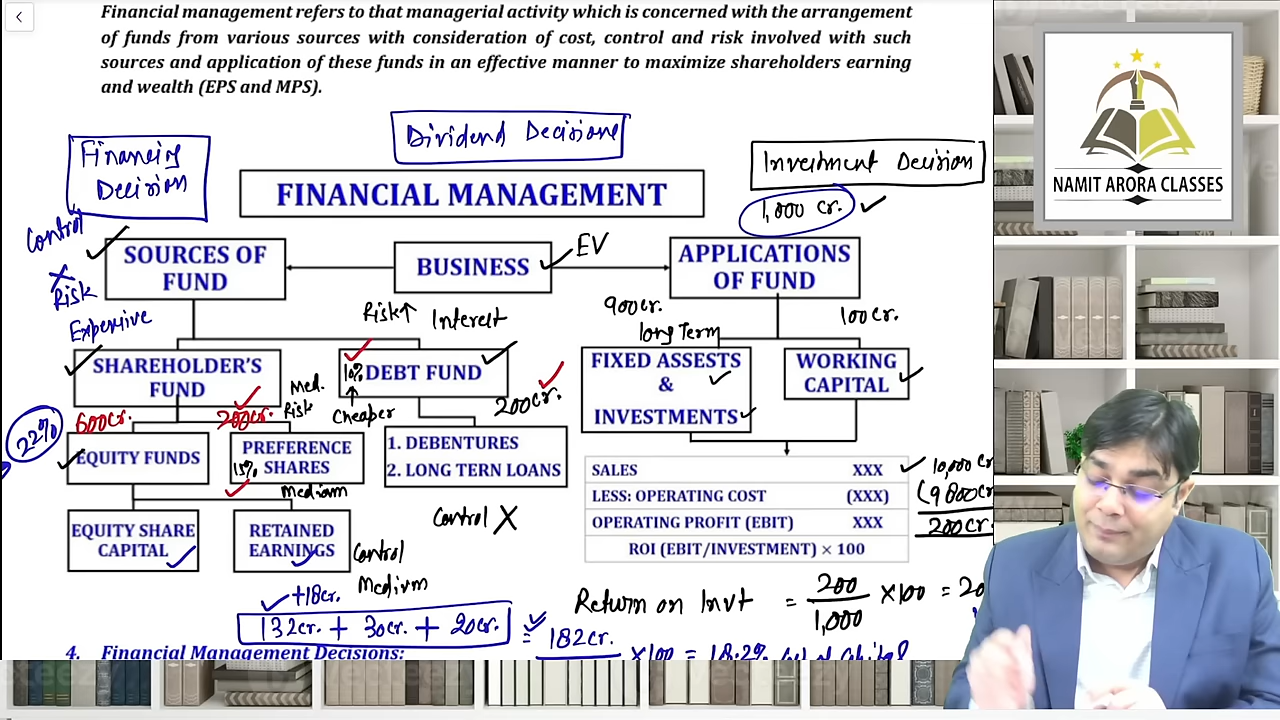 Financial management refers to that managerial activity which is concerned with the arrangement
of funds from various sources with consideration of cost, control and risk involved with such
sources and application of these funds in an effective manner to maximize shareholders earning
and wealth (EPS and MPS).
Financing
Decision
Dividend Decisions
Investment Decision
FINANCIAL MANAGEMENT
1,000 cr.
NAMIT ARORA CLASSES
Control
X
Risk
Expensive
SOURCES OF
FUND
BUSINESS
EV
APPLICATIONS
OF FUND
Risk↑
Interest
900cr.
long Term
100cr.
SHAREHOLDER'S
FUND
10%
DEBT FUND
Cheaper
200cr.
FIXED ASSESTS
&
INVESTMENTS
WORKING
CAPITAL
22%
600cr.
200cr.
Med.
Risk
EQUITY FUNDS
PREFERENCE
SHARES
15%
Medium
1. DEBENTURES
2. LONG TERN LOANS
Control X
SALES XXX
10,000 cr
LESS: OPERATING COST (XXX)
(9800cr
OPERATING PROFIT (EBIT) XXX
200cr.
ROI (EBIT/INVESTMENT) × 100
EQUITY SHARE
CAPITAL
RETAINED
EARNINGS
Control
Medium
+18cr.
132cr. + 30cr. + 20cr.
= 182cr.
×100 = 18.2%
Return on Invt = 200
1,000
×100 = 20
4. Financial Management Decisions: